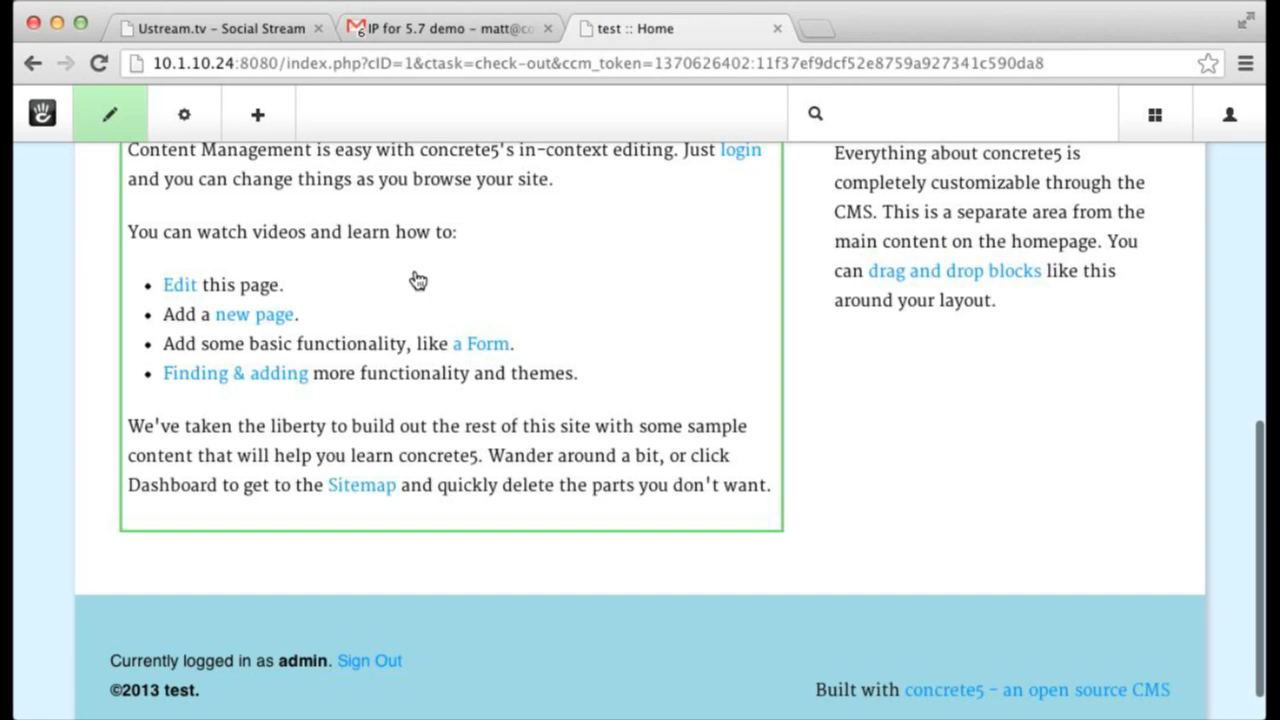 Ustream.tv - Social Stream
6 IP for 5.7 demo - matt@co
test :: Home
10.1.10.24:8080/index.php?cID=1&ctask=check-out&ccm_token=1370626402:11f37ef9dcf52e8759a927341c590da8
Content Management is easy with concrete5's in-context editing. Just login
and you can change things as you browse your site.
You can watch videos and learn how to:
• Edit this page.
• Add a new page.
• Add some basic functionality, like a Form.
• Finding & adding more functionality and themes.
We've taken the liberty to build out the rest of this site with some sample
content that will help you learn concrete5. Wander around a bit, or click
Dashboard to get to the Sitemap and quickly delete the parts you don't want.
Everything about concrete5 is
completely customizable through the
CMS. This is a separate area from the
main content on the homepage. You
can drag and drop blocks like this
around your layout.
Currently logged in as admin. Sign Out
©2013 test.
Built with concrete5 - an open source CMS